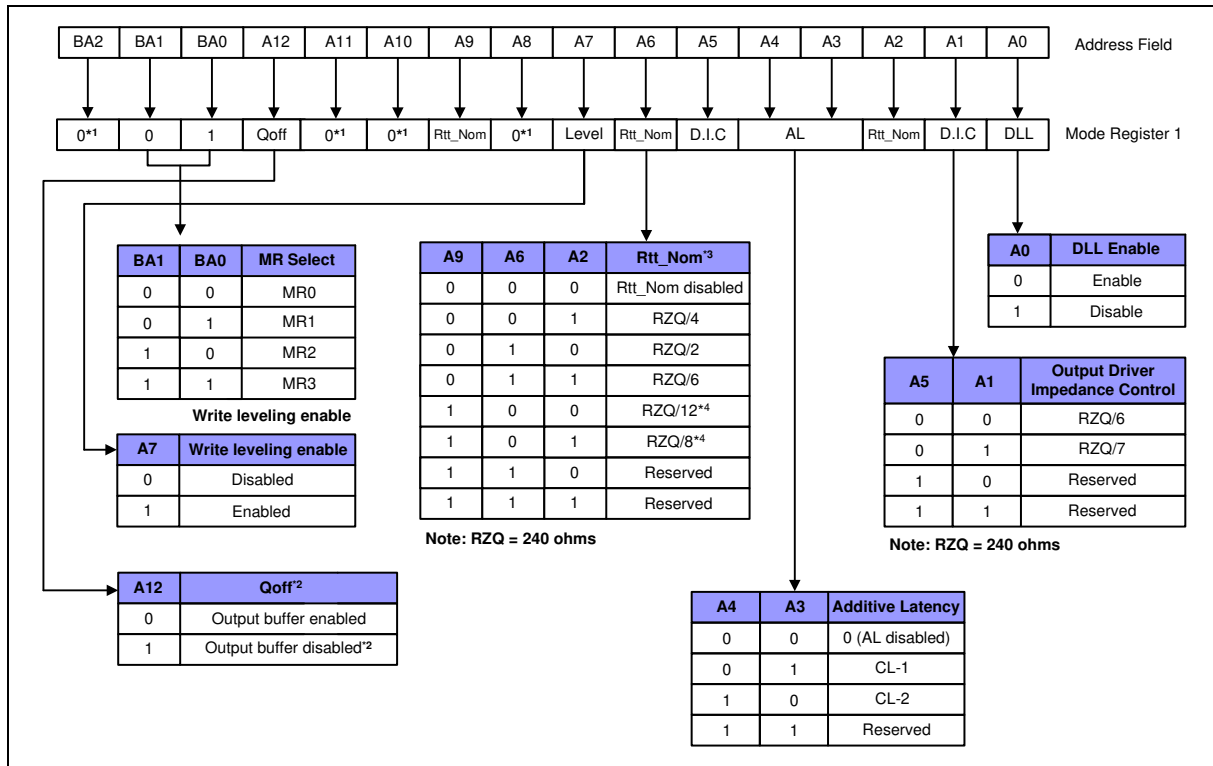 BA2 BA1 BA0 A12 A11 A10 A9 A8 A7 A6 A5 A4 A3 A2 A1 A0 Address Field
0*1 0 1 Qoff 0*1 0*1 Rtt_Nom 0*1 Level Rtt_Nom D.I.C AL Rtt_Nom D.I.C DLL Mode Register 1
BA1 BA0 MR Select
0 0 MR0
0 1 MR1
1 0 MR2
1 1 MR3
Write leveling enable
A7 Write leveling enable
0 Disabled
1 Enabled
A12 Qoff*2
0 Output buffer enabled
1 Output buffer disabled*2
A9 A6 A2 Rtt_Nom*3
0 0 0 Rtt_Nom disabled
0 0 1 RZQ/4
0 1 0 RZQ/2
0 1 1 RZQ/6
1 0 0 RZQ/12*4
1 0 1 RZQ/8*4
1 1 0 Reserved
1 1 1 Reserved
Note: RZQ = 240 ohms
A4 A3 Additive Latency
0 0 0 (AL disabled)
0 1 CL-1
1 0 CL-2
1 1 Reserved
A0 DLL Enable
0 Enable
1 Disable
A5 A1 Output Driver
Impedance Control
0 0 RZQ/6
0 1 RZQ/7
1 0 Reserved
1 1 Reserved
Note: RZQ = 240 ohms